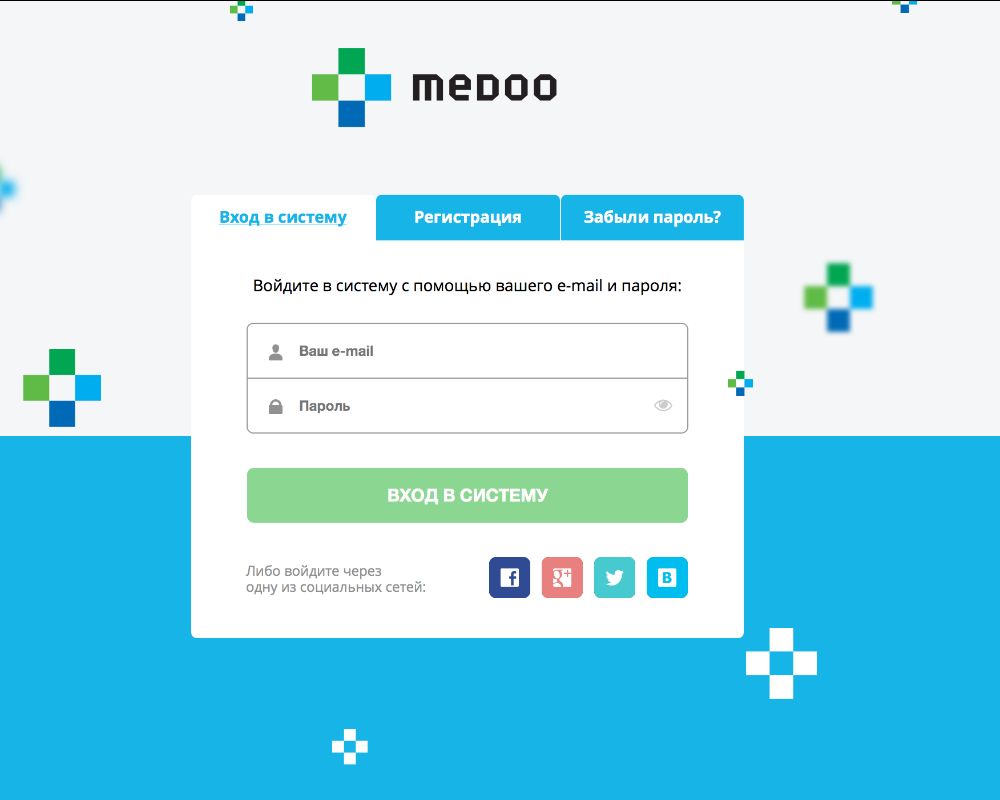 meDoo
Вход в систему
Регистрация
Забыли пароль?
Войдите в систему с помощью вашего e-mail и пароля:
Ваш e-mail
Пароль
ВХОД В СИСТЕМУ
Либо войдите через
одну из социальных сетей: